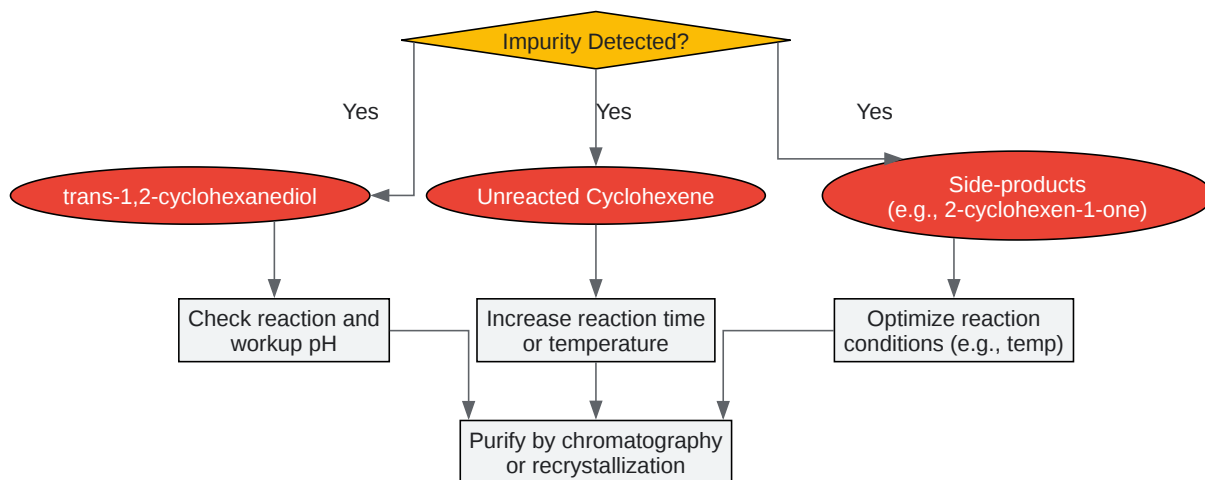 Impurity Detected?
Yes
Yes
Yes
trans-1,2-cyclohexanediol
Unreacted Cyclohexene
Side-products
(e.g., 2-cyclohexen-1-one)
Check reaction and
workup pH
Increase reaction time
or temperature
Optimize reaction
conditions (e.g., temp)
Purify by chromatography
or recrystallization